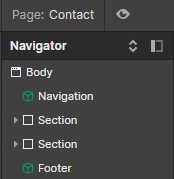 Page: Contact
Navigator
Body
Navigation
Section
Section
Footer